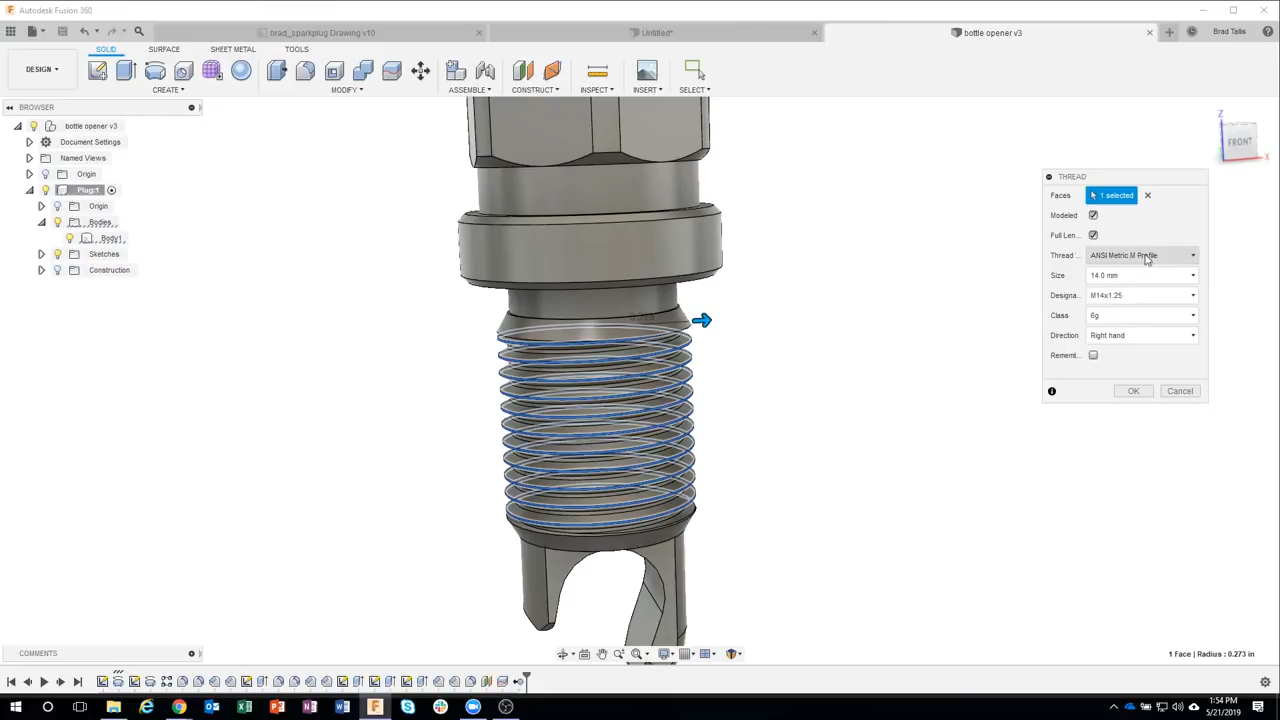 Autodesk Fusion 360
brad_sparkplug Drawing v10
Untitled*
bottle opener v3
Brad Tallis
DESIGN
SOLID
SURFACE
SHEET METAL
TOOLS
CREATE
MODIFY
ASSEMBLE
CONSTRUCT
INSPECT
INSERT
SELECT
BROWSER
bottle opener v3
Document Settings
Named Views
Origin
Plug:1
Origin
Bodies
Body1
Sketches
Construction
FRONT
Z
X
THREAD
Faces 1 selected
Modeled
Full Len...
Thread ANSI Metric M Profile
Size 14.0 mm
Designa... M14x1.25
Class 6g
Direction Right hand
Rememt...
OK Cancel
COMMENTS
1 Face | Radius : 0.273 in
1:54 PM
5/21/2019